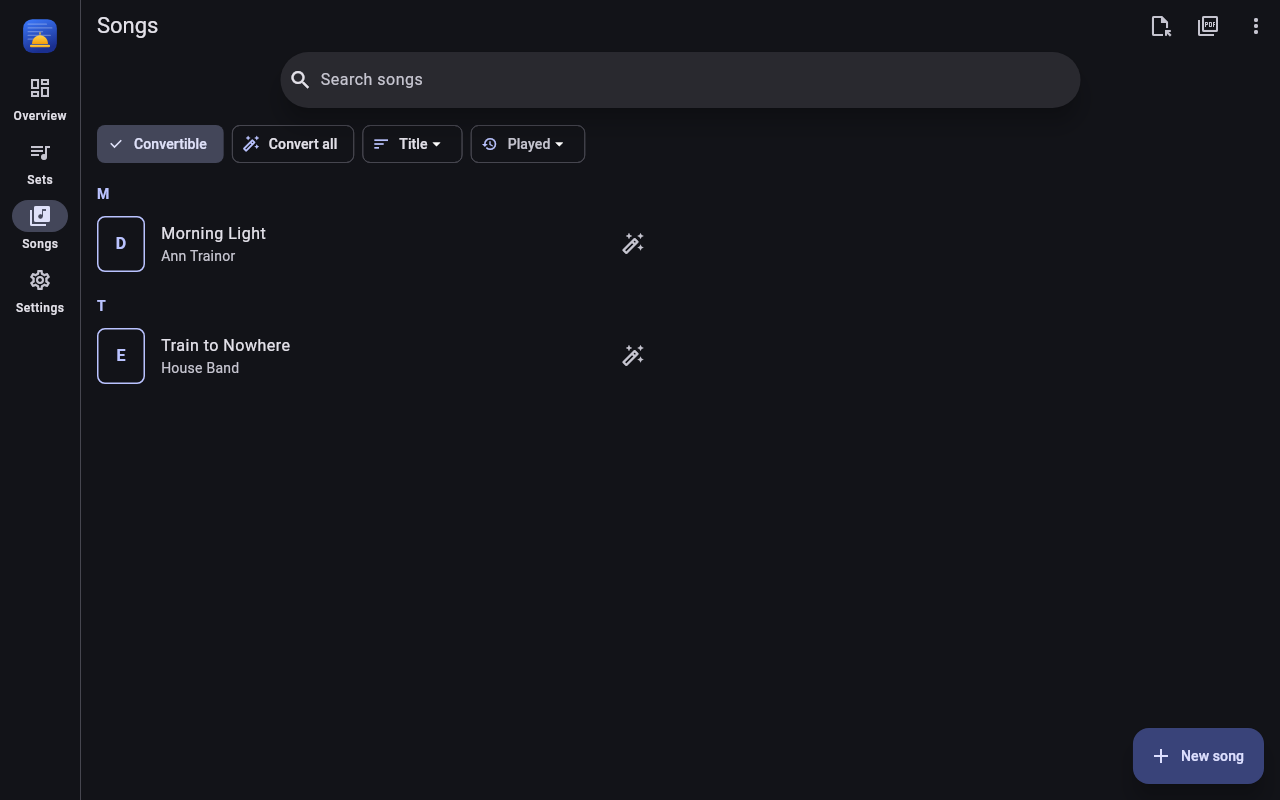 Songs
PDF
Search songs
Overview
Sets
Songs
Settings
Convertible
Convert all
Title
Played
M
D
Morning Light
Ann Trainor
T
E
Train to Nowhere
House Band
New song